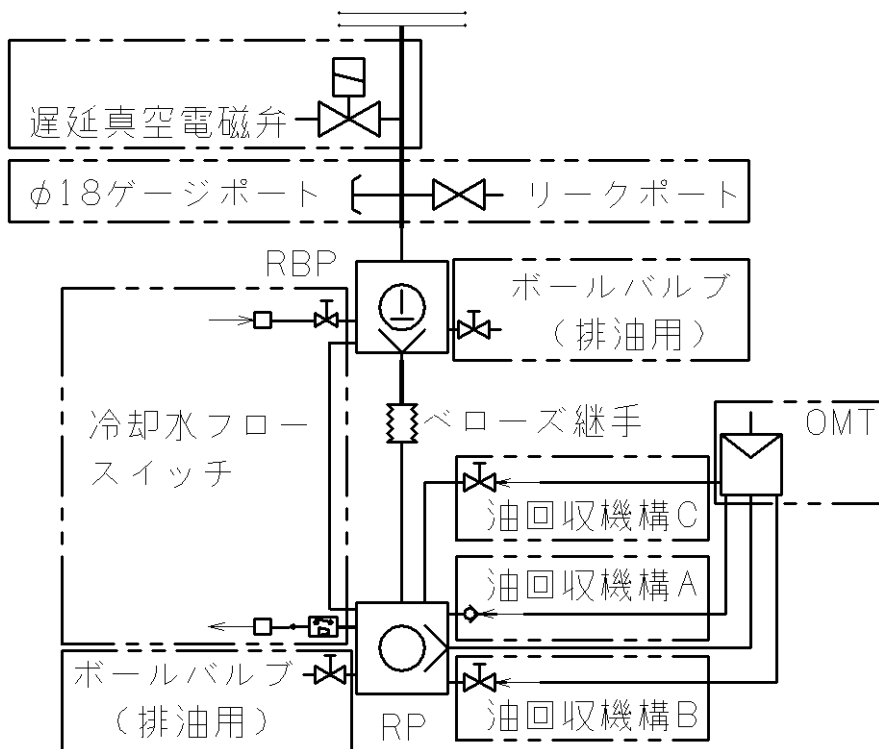 遅延真空電磁弁
φ18ゲージポート
リークポート
RBP
ボールバルブ
（排油用）
冷却水フロー
スイッチ
ベローズ継手
OMT
油回収機構C
油回収機構A
ボールバルブ
（排油用）
RP
油回収機構B